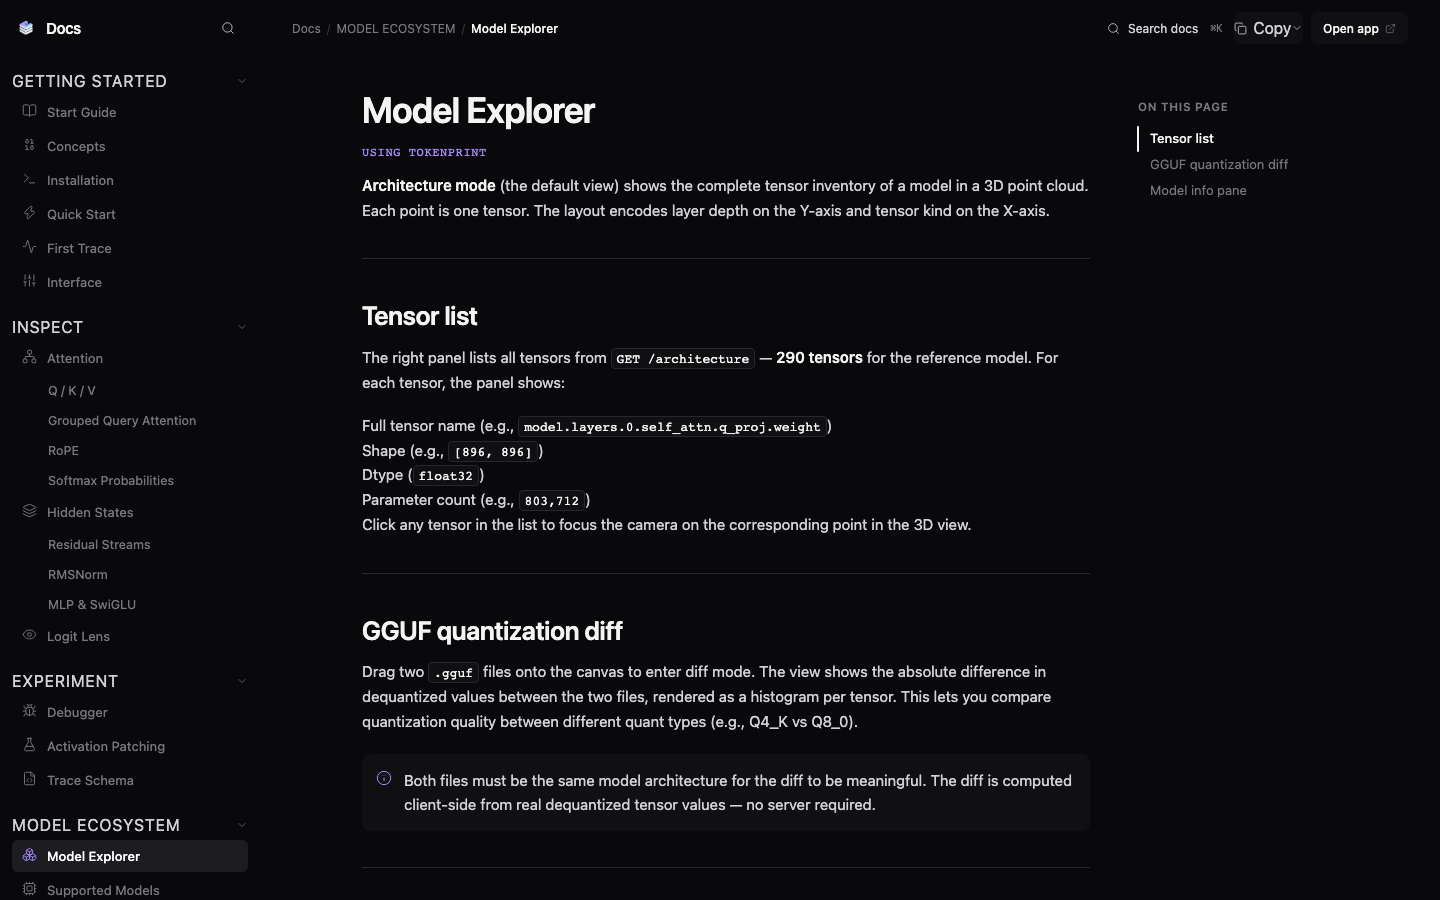 Docs
Docs / MODEL ECOSYSTEM / Model Explorer
Search docs ⌘K
Copy
Open app
GETTING STARTED
Start Guide
Concepts
Installation
Quick Start
First Trace
Interface
INSPECT
Attention
Q / K / V
Grouped Query Attention
RoPE
Softmax Probabilities
Hidden States
Residual Streams
RMSNorm
MLP & SwiGLU
Logit Lens
EXPERIMENT
Debugger
Activation Patching
Trace Schema
MODEL ECOSYSTEM
Model Explorer
Supported Models
Model Explorer
USING TOKENPRINT
Architecture mode (the default view) shows the complete tensor inventory of a model in a 3D point cloud.
Each point is one tensor. The layout encodes layer depth on the Y-axis and tensor kind on the X-axis.
Tensor list
The right panel lists all tensors from GET /architecture — 290 tensors for the reference model. For
each tensor, the panel shows:
Full tensor name (e.g., model.layers.0.self_attn.q_proj.weight)
Shape (e.g., [896, 896])
Dtype (float32)
Parameter count (e.g., 803,712)
Click any tensor in the list to focus the camera on the corresponding point in the 3D view.
GGUF quantization diff
Drag two .gguf files onto the canvas to enter diff mode. The view shows the absolute difference in
dequantized values between the two files, rendered as a histogram per tensor. This lets you compare
quantization quality between different quant types (e.g., Q4_K vs Q8_0).
Both files must be the same model architecture for the diff to be meaningful. The diff is computed
client-side from real dequantized tensor values — no server required.
ON THIS PAGE
Tensor list
GGUF quantization diff
Model info pane